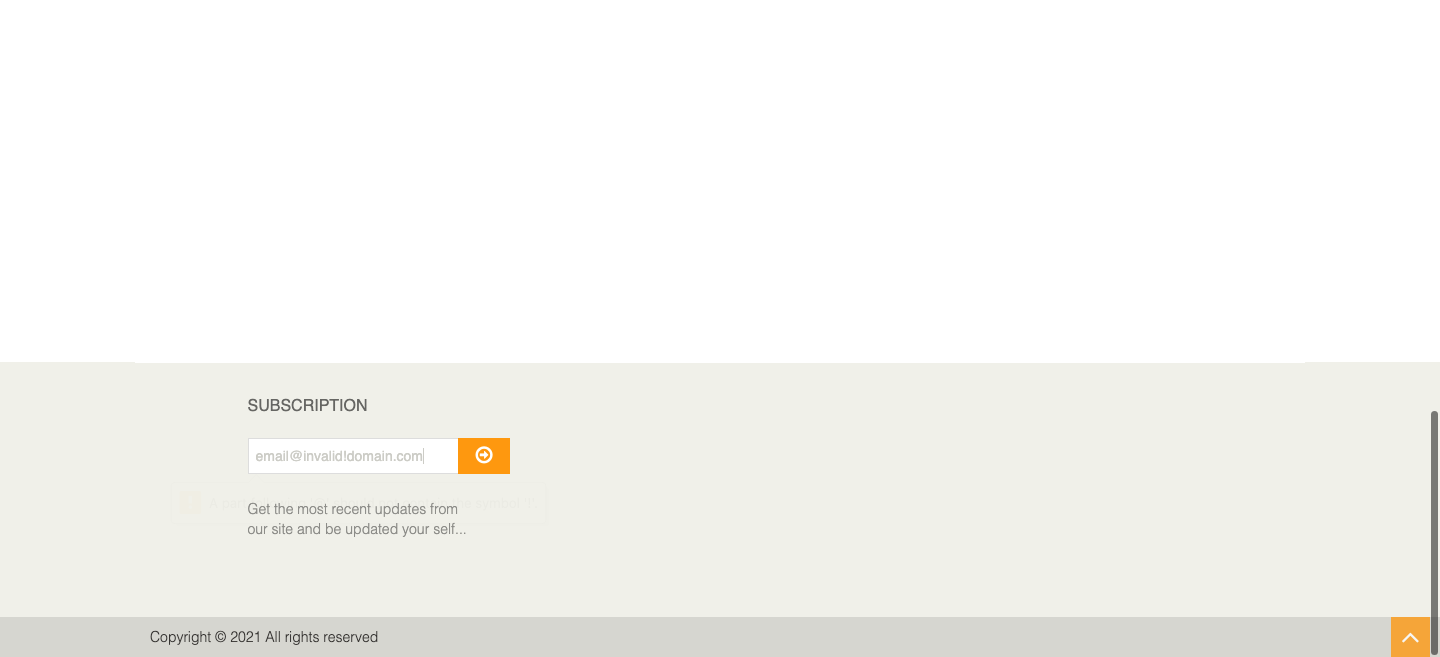 SUBSCRIPTION
email@invalid!domain.com
Get the most recent updates from
our site and be updated your self...
Copyright © 2021 All rights reserved